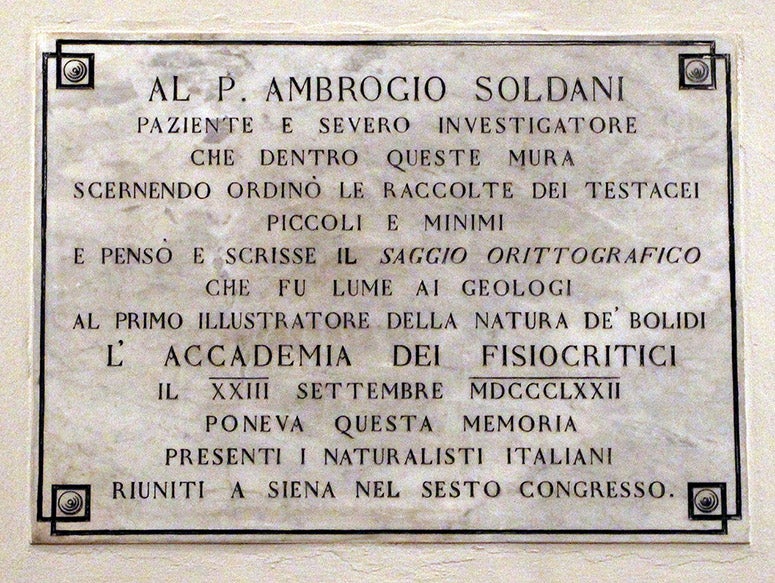 AL P. AMBROGIO SOLDANI
PAZIENTE E SEVERO INVESTIGATORE
CHE DENTRO QUESTE MURA
SCERNENDO ORDINÒ LE RACCOLTE DEI TESTACEI
PICCOLI E MINIMI
E PENSÒ E SCRISSE IL SAGGIO ORITTOGRAFICO
CHE FU LUME AI GEOLOGI
AL PRIMO ILLUSTRATORE DELLA NATURA DE' BOLIDI
L' ACCADEMIA DEI FISIOCRITICI
IL XXIII SETTEMBRE MDCCCLXXII
PONEVA QUESTA MEMORIA
PRESENTI I NATURALISTI ITALIANI
RIUNITI A SIENA NEL SESTO CONGRESSO.